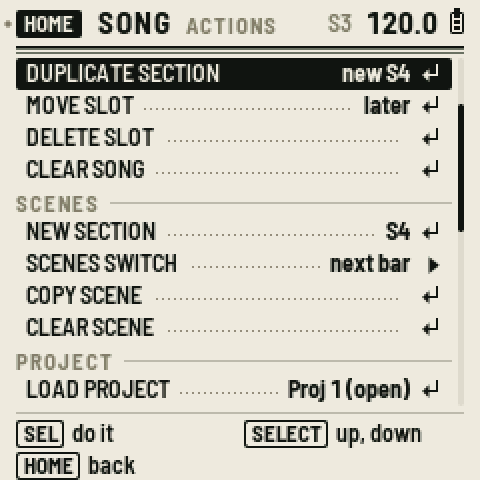 HOME SONG ACTIONS S3 120.0
DUPLICATE SECTION new S4
MOVE SLOT later
DELETE SLOT
CLEAR SONG
SCENES
NEW SECTION S4
SCENES SWITCH next bar
COPY SCENE
CLEAR SCENE
PROJECT
LOAD PROJECT Proj 1 (open)
SEL do it SELECT up, down
HOME back